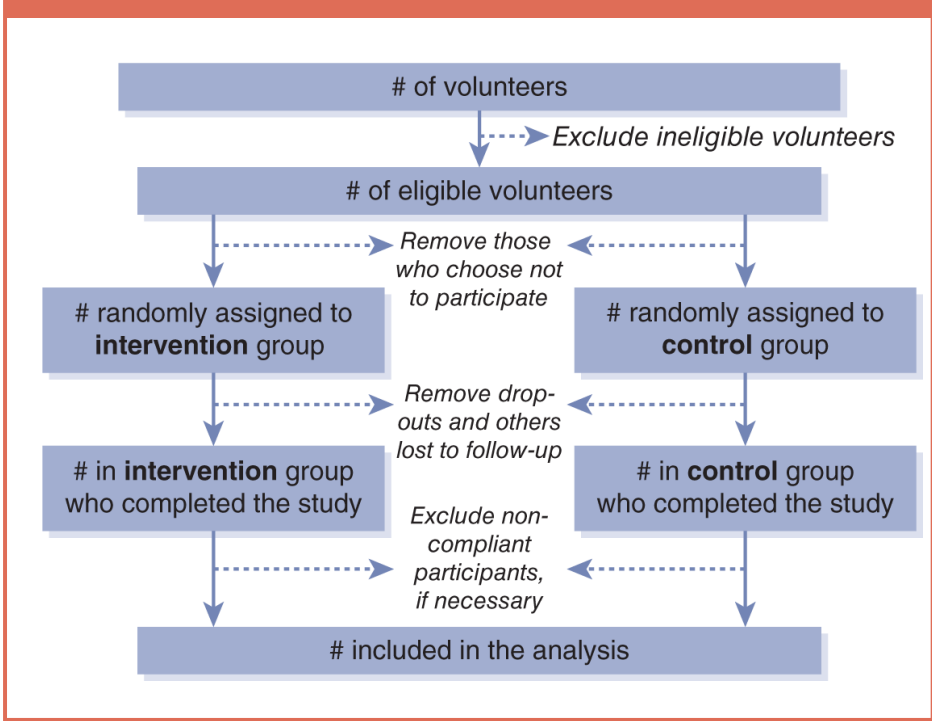 # of volunteers
Exclude ineligible volunteers
# of eligible volunteers
Remove those
who choose not
to participate
# randomly assigned to
intervention group
# randomly assigned to
control group
Remove drop-
outs and others
lost to follow-up
# in intervention group
who completed the study
# in control group
who completed the study
Exclude non-
compliant
participants,
if necessary
# included in the analysis